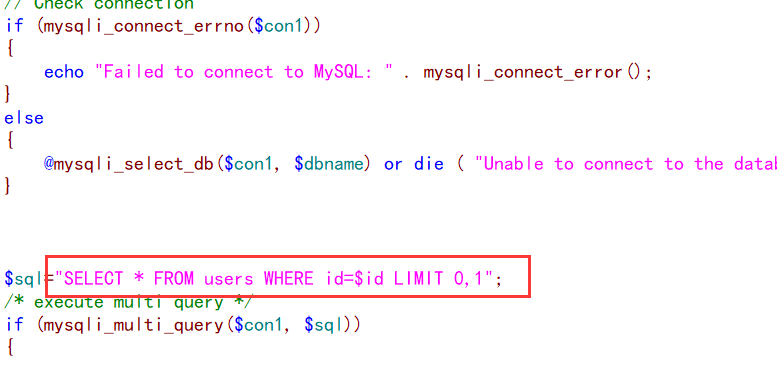 // Check connection
if (mysqli_connect_errno($con1))
{
echo "Failed to connect to MySQL: " . mysqli_connect_error();
}
else
{
@mysqli_select_db($con1, $dbname) or die ( "Unable to connect to the datab
}
$sql="SELECT * FROM users WHERE id=$id LIMIT 0,1";
/* execute multi query */
if (mysqli_multi_query($con1, $sql))
{